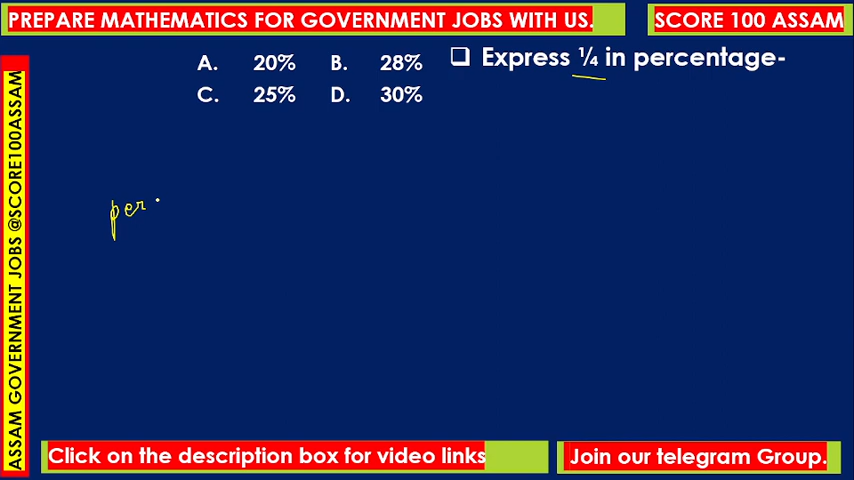 PREPARE MATHEMATICS FOR GOVERNMENT JOBS WITH US.
SCORE 100 ASSAM
ASSAM GOVERNMENT JOBS @SCORE100ASSAM
❑ Express ¼ in percentage-
A. 20% B. 28%
C. 25% D. 30%
per
Click on the description box for video links
Join our telegram Group.